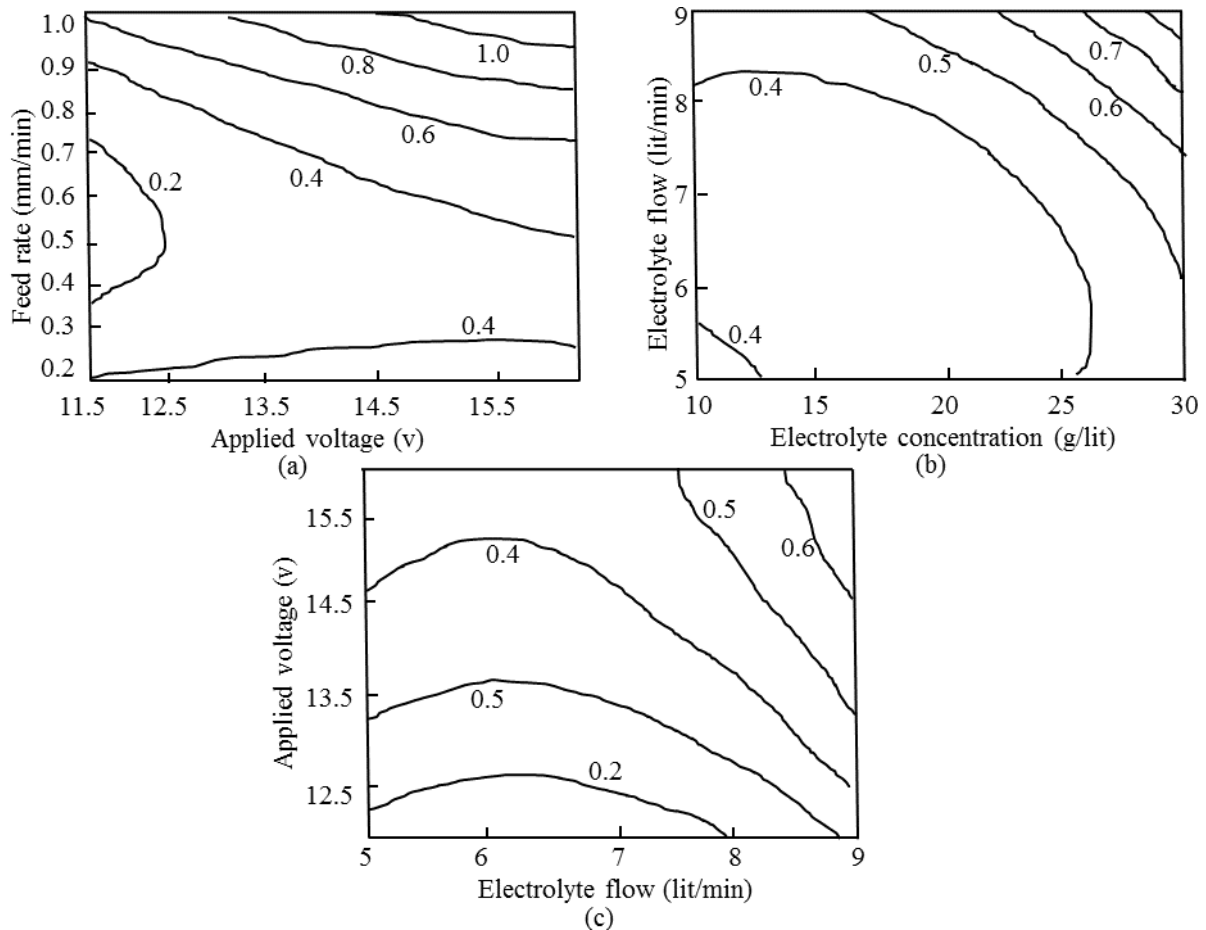 1.0
0.9
0.8
0.7
0.6
0.5
0.4
0.3
0.2
Feed rate (mm/min)
1.0
0.8
0.6
0.4
0.2
0.4
11.5 12.5 13.5 14.5 15.5
Applied voltage (v)
(a)
9
8
7
6
5
Electrolyte flow (lit/min)
0.7
0.5
0.4
0.6
0.4
10 15 20 25 30
Electrolyte concentration (g/lit)
(b)
15.5
14.5
13.5
12.5
Applied voltage (v)
0.5
0.6
0.4
0.5
0.2
5 6 7 8 9
Electrolyte flow (lit/min)
(c)